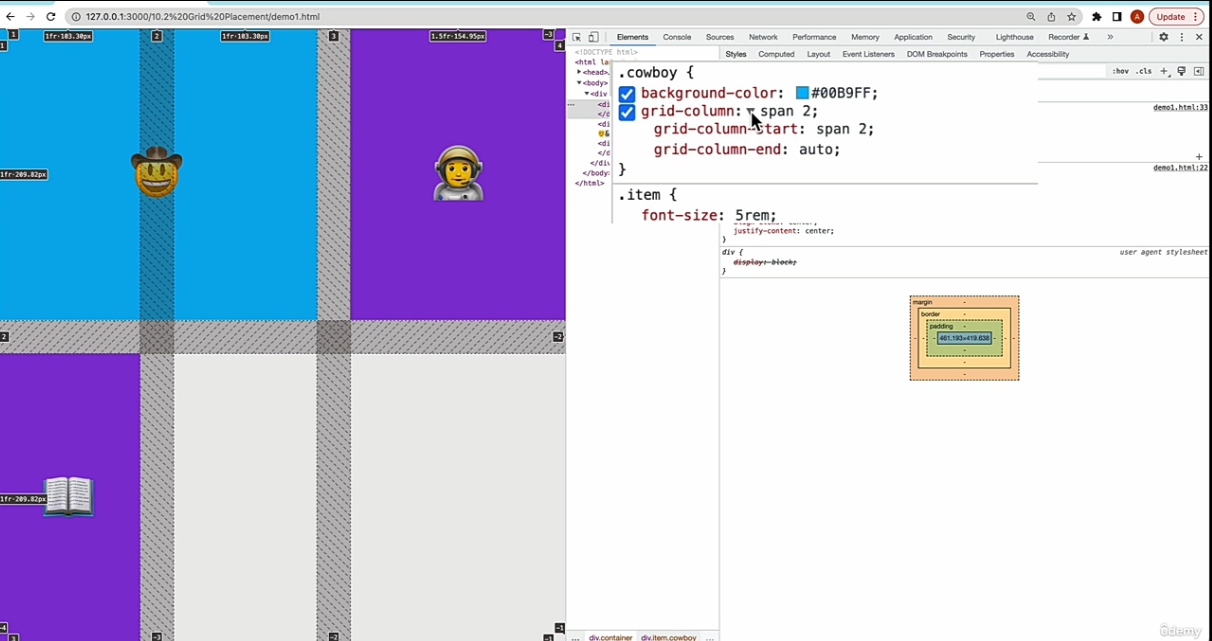 127.0.0.1:3000/10.2%20Grid%20Placement/demo1.html
A
Update
Elements
Console
Sources
Network
Performance
Memory
Application
Security
Lighthouse
Recorder
»
Styles
Computed
Layout
Event Listeners
DOM Breakpoints
Properties
Accessibility
:hov .cls +
1
1fr·103.30px
2
1fr·103.30px
3
1.5fr·154.95px
-3
1
4
1fr·209.82px
2
-2
1fr·209.82px
-4
3
-3
-2
-1
-1
<!DOCTYPE html>
<html la
<head>
<body>
<div
<di
</d
<di
<di
</d
</div
</body>
</html>
.cowboy {
background-color: #00B9FF;
grid-column: span 2;
grid-column-start: span 2;
grid-column-end: auto;
}
.item {
font-size: 5rem;
justify-content: center;
}
demo1.html:33
demo1.html:22
div {
user agent stylesheet
display: block;
}
margin
-
border
-
padding
-
461.193×419.638
div.container
div.item.cowboy
ûdemy